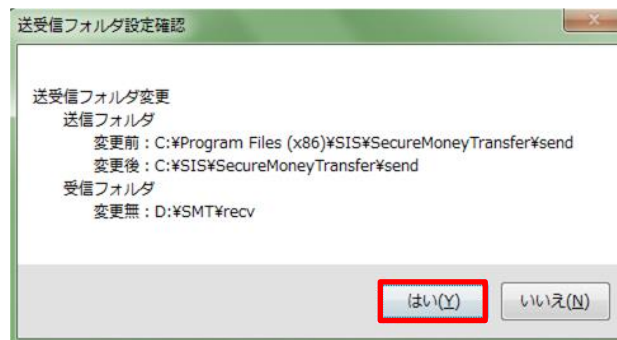 送受信フォルダ設定確認
送受信フォルダ変更
送信フォルダ
変更前：C:¥Program Files (x86)¥SIS¥SecureMoneyTransfer¥send
変更後：C:¥SIS¥SecureMoneyTransfer¥send
受信フォルダ
変更無：D:¥SMT¥recv
はい(Y) いいえ(N)